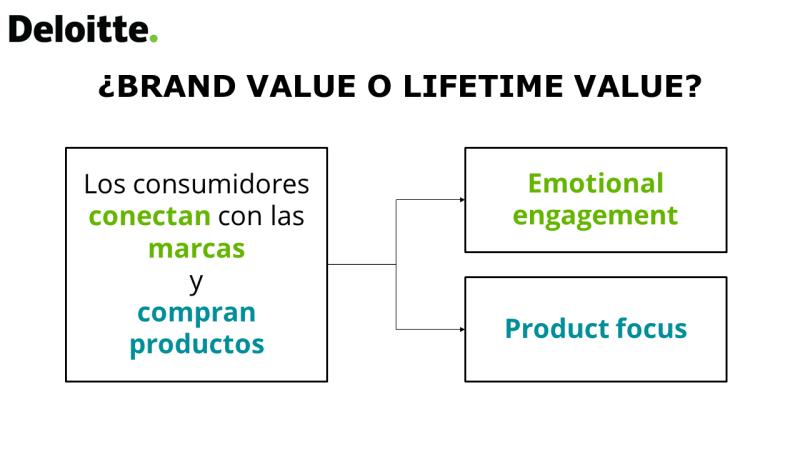 Deloitte.
¿BRAND VALUE O LIFETIME VALUE?
Los consumidores
conectan con las
marcas
y
compran
productos
Emotional
engagement
Product focus